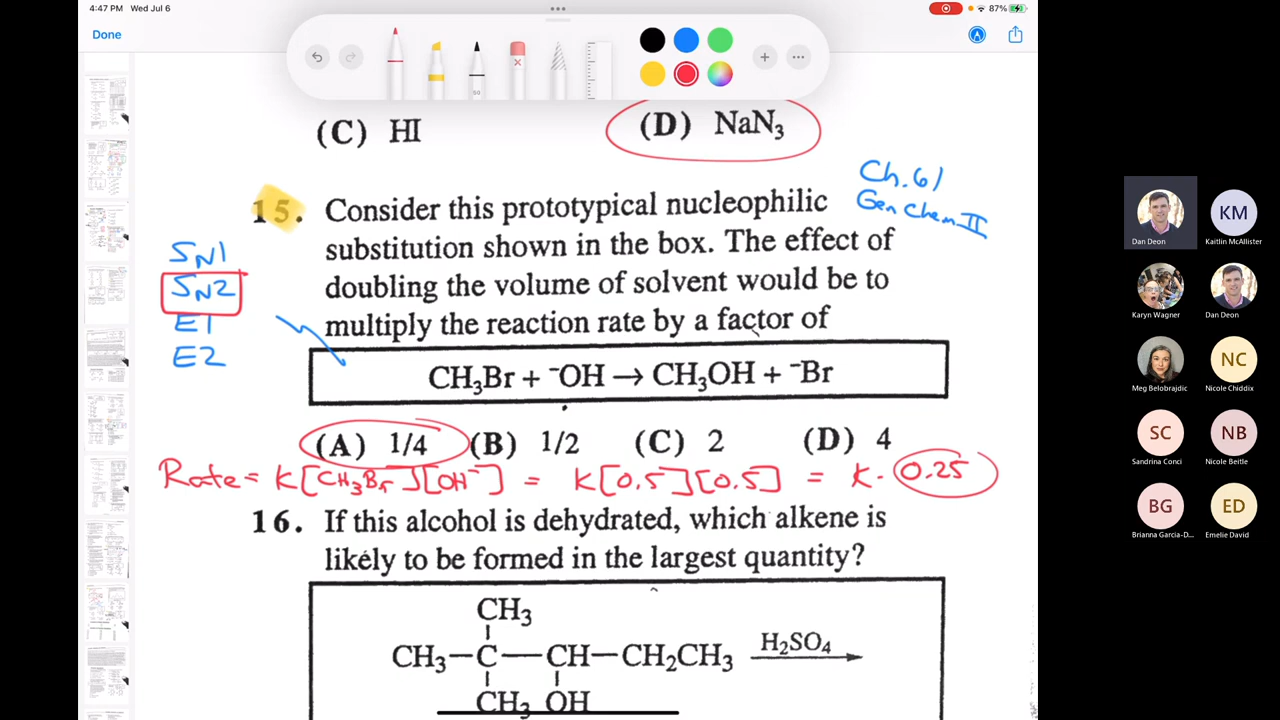 4:47 PM Wed Jul 6
87%
Done
(C) HI
(D) NaN₃
Ch. 6/
Gen Chem II
15. Consider this prototypical nucleophilic
substitution shown in the box. The effect of
doubling the volume of solvent would be to
multiply the reaction rate by a factor of
SN1
SN2
E1
E2
CH₃Br + ⁻OH → CH₃OH + ⁻Br
(A) 1/4 (B) 1/2 (C) 2 (D) 4
Rate = K[CH₃Br][OH⁻] = K[0.5][0.5] = K· 0.25
16. If this alcohol is dehydrated, which alkene is
likely to be formed in the largest quantity?
CH₃
CH₃—C—CH—CH₂CH₃ H₂SO₄
CH₃ OH
Dan Deon
KM
Kaitlin McAllister
Karyn Wagner
Dan Deon
Meg Belobrajdic
NC
Nicole Chiddix
SC
Sandrina Conci
NB
Nicole Beitle
BG
Brianna Garcia-D...
ED
Emelie David